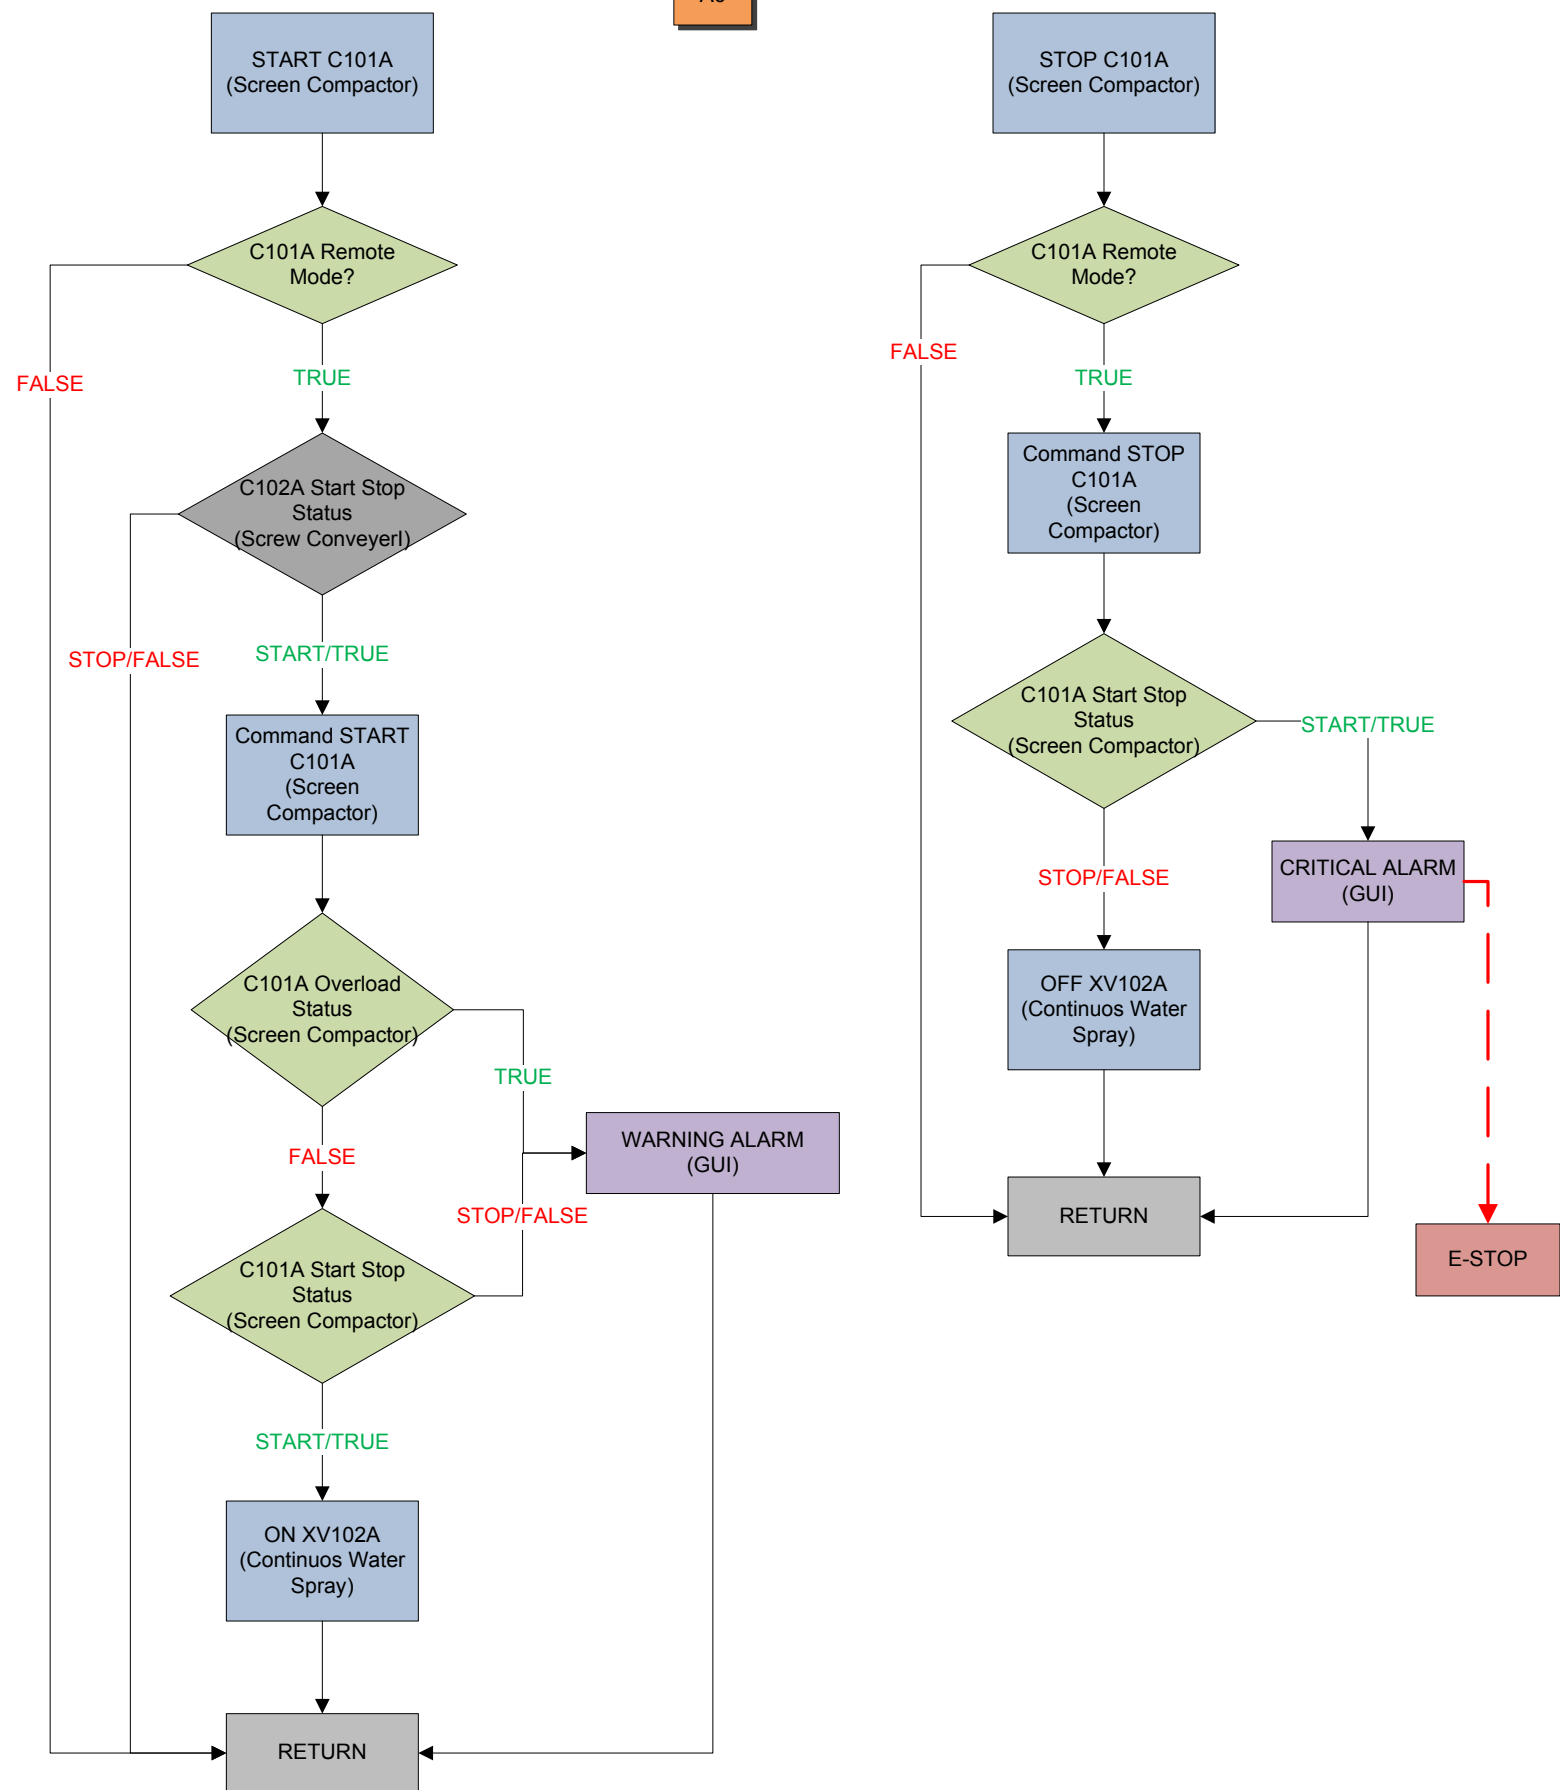 START C101A
(Screen Compactor)
C101A Remote
Mode?
FALSE
TRUE
C102A Start Stop
Status
(Screw Conveyerl)
STOP/FALSE
START/TRUE
Command START
C101A
(Screen
Compactor)
C101A Overload
Status
(Screen Compactor)
TRUE
FALSE
WARNING ALARM
(GUI)
STOP/FALSE
C101A Start Stop
Status
(Screen Compactor)
START/TRUE
ON XV102A
(Continuos Water
Spray)
RETURN
STOP C101A
(Screen Compactor)
C101A Remote
Mode?
FALSE
TRUE
Command STOP
C101A
(Screen
Compactor)
C101A Start Stop
Status
(Screen Compactor)
START/TRUE
STOP/FALSE
CRITICAL ALARM
(GUI)
OFF XV102A
(Continuos Water
Spray)
RETURN
E-STOP